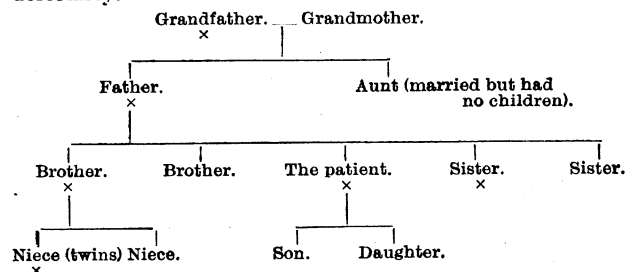 Grandfather. Grandmother.
×
Father. Aunt (married but had
× no children).
Brother. Brother. The patient. Sister. Sister.
× × ×
Niece (twins) Niece. Son. Daughter.
×